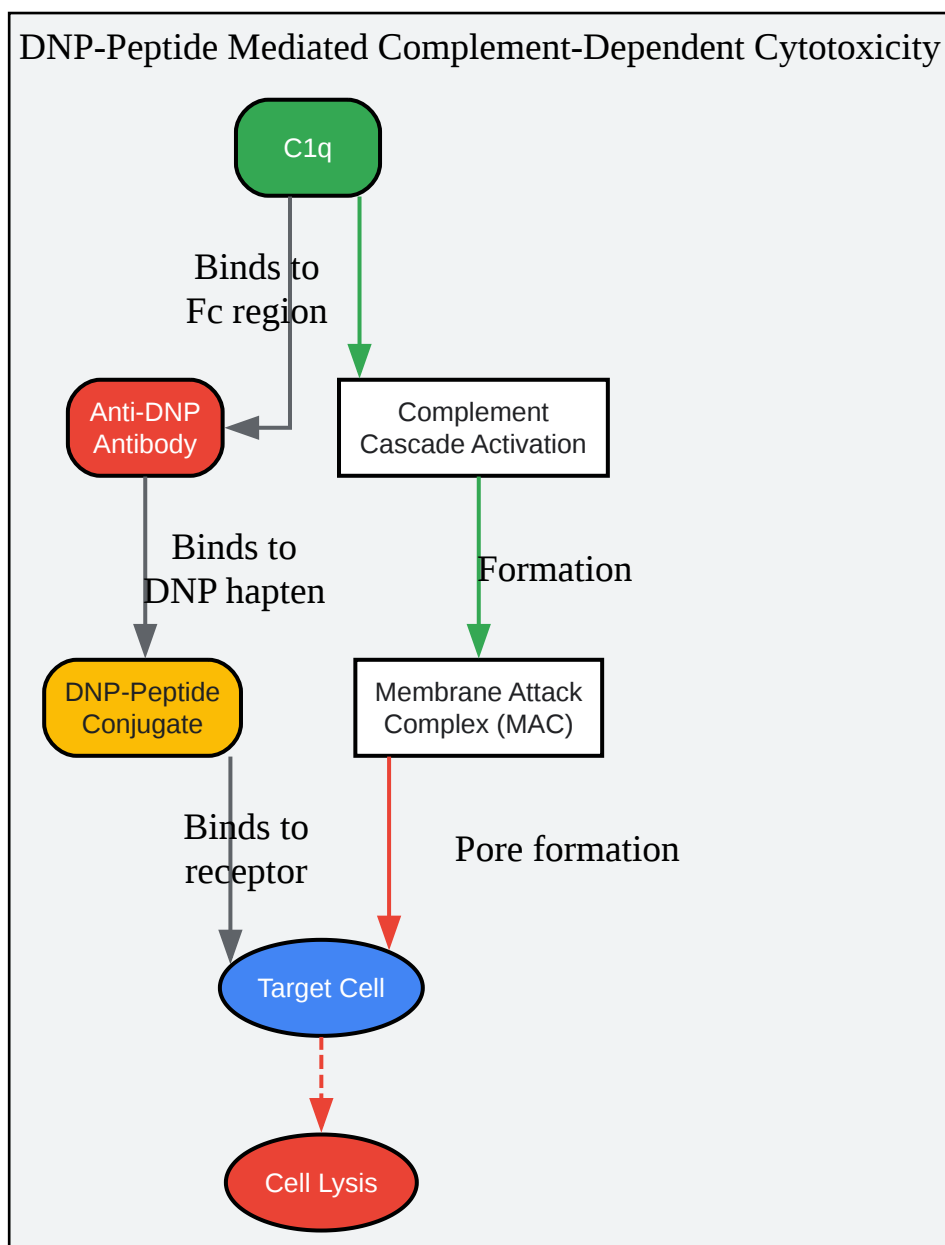 DNP-Peptide Mediated Complement-Dependent Cytotoxicity
C1q
Binds to
Fc region
Anti-DNP
Antibody
Complement
Cascade Activation
Binds to
DNP hapten
Formation
DNP-Peptide
Conjugate
Membrane Attack
Complex (MAC)
Binds to
receptor
Pore formation
Target Cell
Cell Lysis